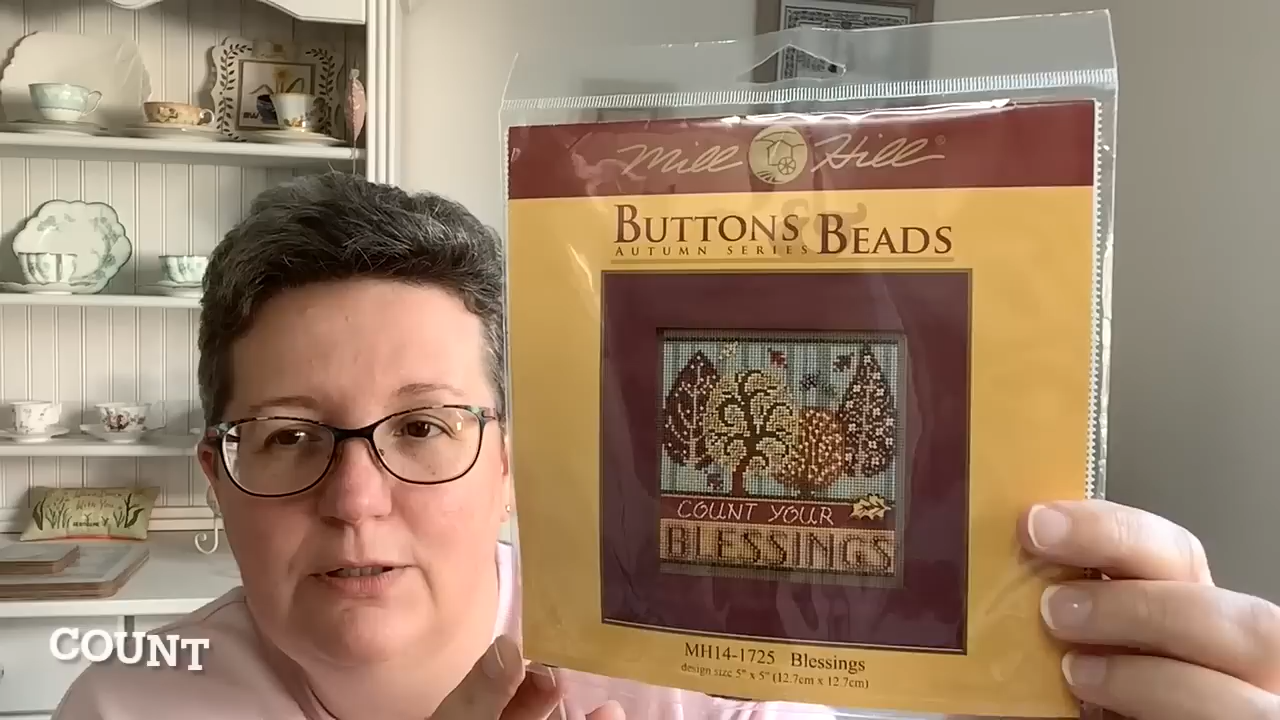 Mill Hill®
BUTTONS & BEADS
AUTUMN SERIES
COUNT YOUR
BLESSINGS
MH14-1725 Blessings
design size 5" x 5" (12.7cm x 12.7cm)
COUNT